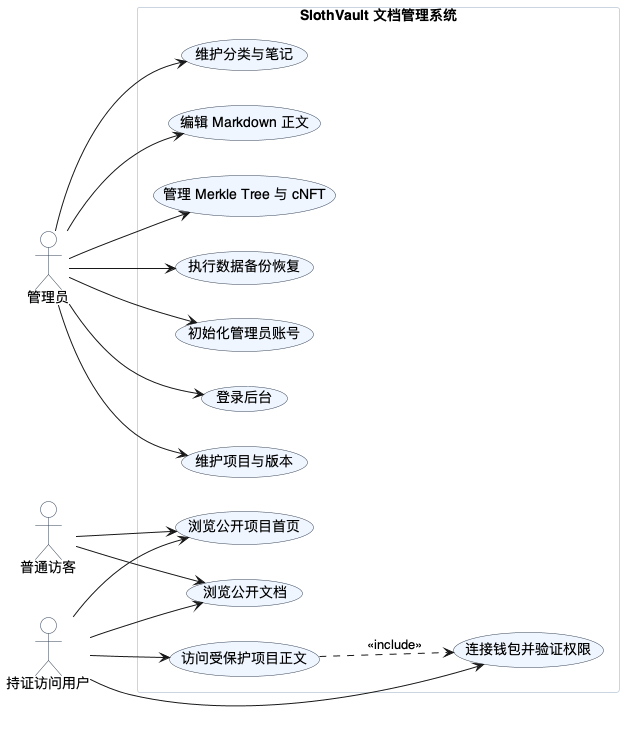 SlothVault 文档管理系统
维护分类与笔记
编辑 Markdown 正文
管理 Merkle Tree 与 cNFT
执行数据备份恢复
管理员
初始化管理员账号
登录后台
维护项目与版本
浏览公开项目首页
普通访客
浏览公开文档
«include»
连接钱包并验证权限
访问受保护项目正文
持证访问用户